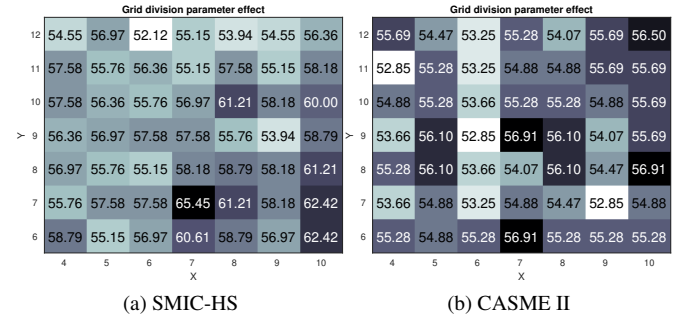 Grid division parameter effect
12 54.55 56.97 52.12 55.15 53.94 54.55 56.36
11 57.58 55.76 56.36 55.15 57.58 55.15 58.18
10 57.58 56.36 55.76 56.97 61.21 58.18 60.00
Y 9 56.36 56.97 57.58 57.58 55.76 53.94 58.79
8 56.97 55.76 55.15 58.18 58.79 58.18 61.21
7 55.76 57.58 57.58 65.45 61.21 58.18 62.42
6 58.79 55.15 56.97 60.61 58.79 56.97 62.42
4 5 6 7 8 9 10
X
(a) SMIC-HS
Grid division parameter effect
12 55.69 54.47 53.25 55.28 54.07 55.69 56.50
11 52.85 55.28 53.25 54.88 54.88 55.69 55.69
10 54.88 55.28 53.66 55.28 55.28 54.88 55.69
Y 9 53.66 56.10 52.85 56.91 56.10 54.07 55.69
8 55.28 56.10 53.66 54.07 56.10 54.47 56.91
7 53.66 54.88 53.25 54.88 54.47 52.85 54.88
6 55.28 54.88 55.28 56.91 55.28 55.28 55.28
4 5 6 7 8 9 10
X
(b) CASME II